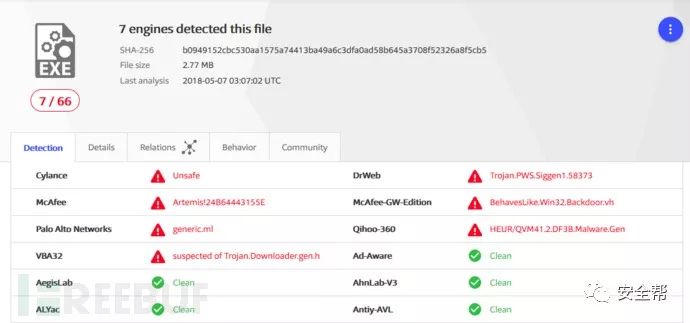 7 engines detected this file
SHA-256 b0949152cbc530aa1575a74413ba49a6c3dfa0ad58b645a3708f52326a8f5cb5
File size 2.77 MB
Last analysis 2018-05-07 03:07:02 UTC
EXE
7 / 66
Detection Details Relations Behavior Community
Cylance Unsafe DrWeb Trojan.PWS.Siggen1.58373
McAfee Artemis!24B64443155E McAfee-GW-Edition BehavesLike.Win32.Backdoor.vh
Palo Alto Networks generic.ml Qihoo-360 HEUR/QVM41.2.DF3B.Malware.Gen
VBA32 suspected of Trojan.Downloader.gen.h Ad-Aware Clean
AegisLab Clean AhnLab-V3 Clean
ALYac Clean Antiy-AVL Clean
FREEBUF
安全帮